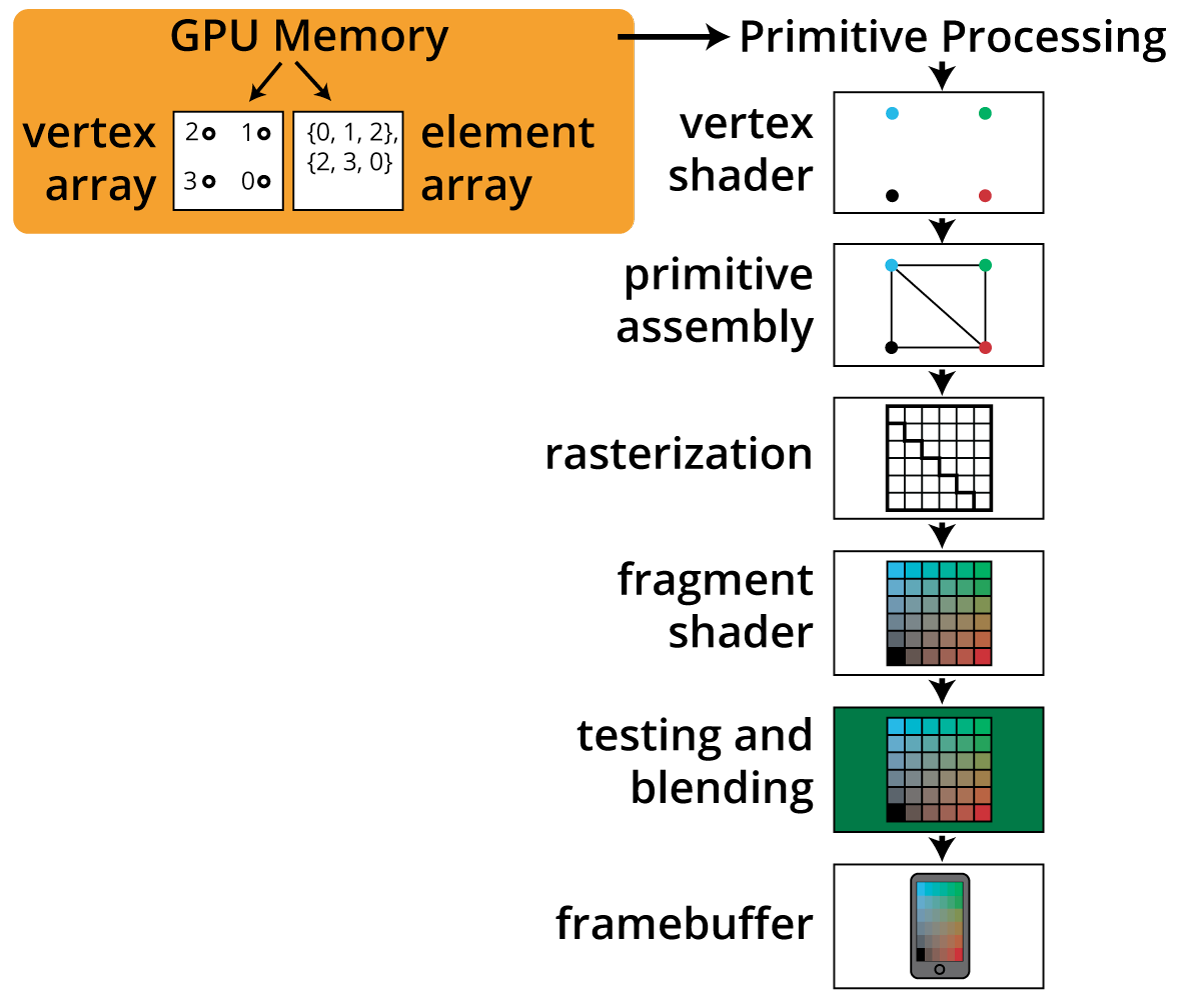 GPU Memory
Primitive Processing
vertex
array
2 1
3 0
{0, 1, 2},
{2, 3, 0}
element
array
vertex
shader
primitive
assembly
rasterization
fragment
shader
testing and
blending
framebuffer